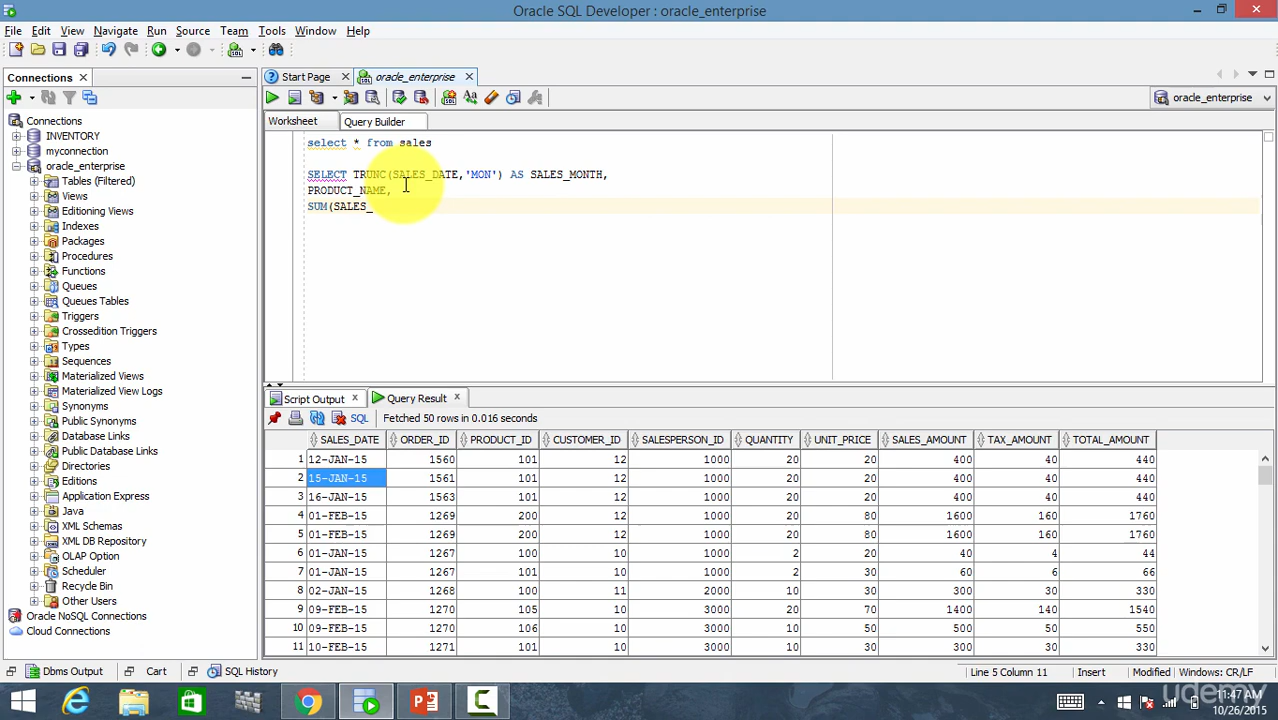 Oracle SQL Developer : oracle_enterprise
File Edit View Navigate Run Source Team Tools Window Help
Connections
Start Page
oracle_enterprise
oracle_enterprise
Worksheet
Query Builder
Connections
INVENTORY
myconnection
oracle_enterprise
Tables (Filtered)
Views
Editioning Views
Indexes
Packages
Procedures
Functions
Queues
Queues Tables
Triggers
Crossedition Triggers
Types
Sequences
Materialized Views
Materialized View Logs
Synonyms
Public Synonyms
Database Links
Public Database Links
Directories
Editions
Application Express
Java
XML Schemas
XML DB Repository
OLAP Option
Scheduler
Recycle Bin
Other Users
Oracle NoSQL Connections
Cloud Connections
select * from sales
SELECT TRUNC(SALES_DATE,'MON') AS SALES_MONTH,
PRODUCT_NAME,
SUM(SALES_
Script Output
Query Result
SQL
Fetched 50 rows in 0.016 seconds
SALES_DATE ORDER_ID PRODUCT_ID CUSTOMER_ID SALESPERSON_ID QUANTITY UNIT_PRICE SALES_AMOUNT TAX_AMOUNT TOTAL_AMOUNT
1 12-JAN-15 1560 101 12 1000 20 20 400 40 440
2 15-JAN-15 1561 101 12 1000 20 20 400 40 440
3 16-JAN-15 1563 101 12 1000 20 20 400 40 440
4 01-FEB-15 1269 200 12 1000 20 80 1600 160 1760
5 01-FEB-15 1269 200 12 1000 20 80 1600 160 1760
6 01-JAN-15 1267 100 10 1000 2 20 40 4 44
7 01-JAN-15 1267 101 10 1000 2 30 60 6 66
8 02-JAN-15 1268 100 11 2000 10 30 300 30 330
9 09-FEB-15 1270 105 10 3000 20 70 1400 140 1540
10 09-FEB-15 1270 106 10 3000 10 50 500 50 550
11 10-FEB-15 1271 101 10 3000 10 30 300 30 330
Dbms Output
Cart
SQL History
Line 5 Column 11
Insert
Modified
Windows: CR/LF
udemy
11:47 AM
10/26/2015